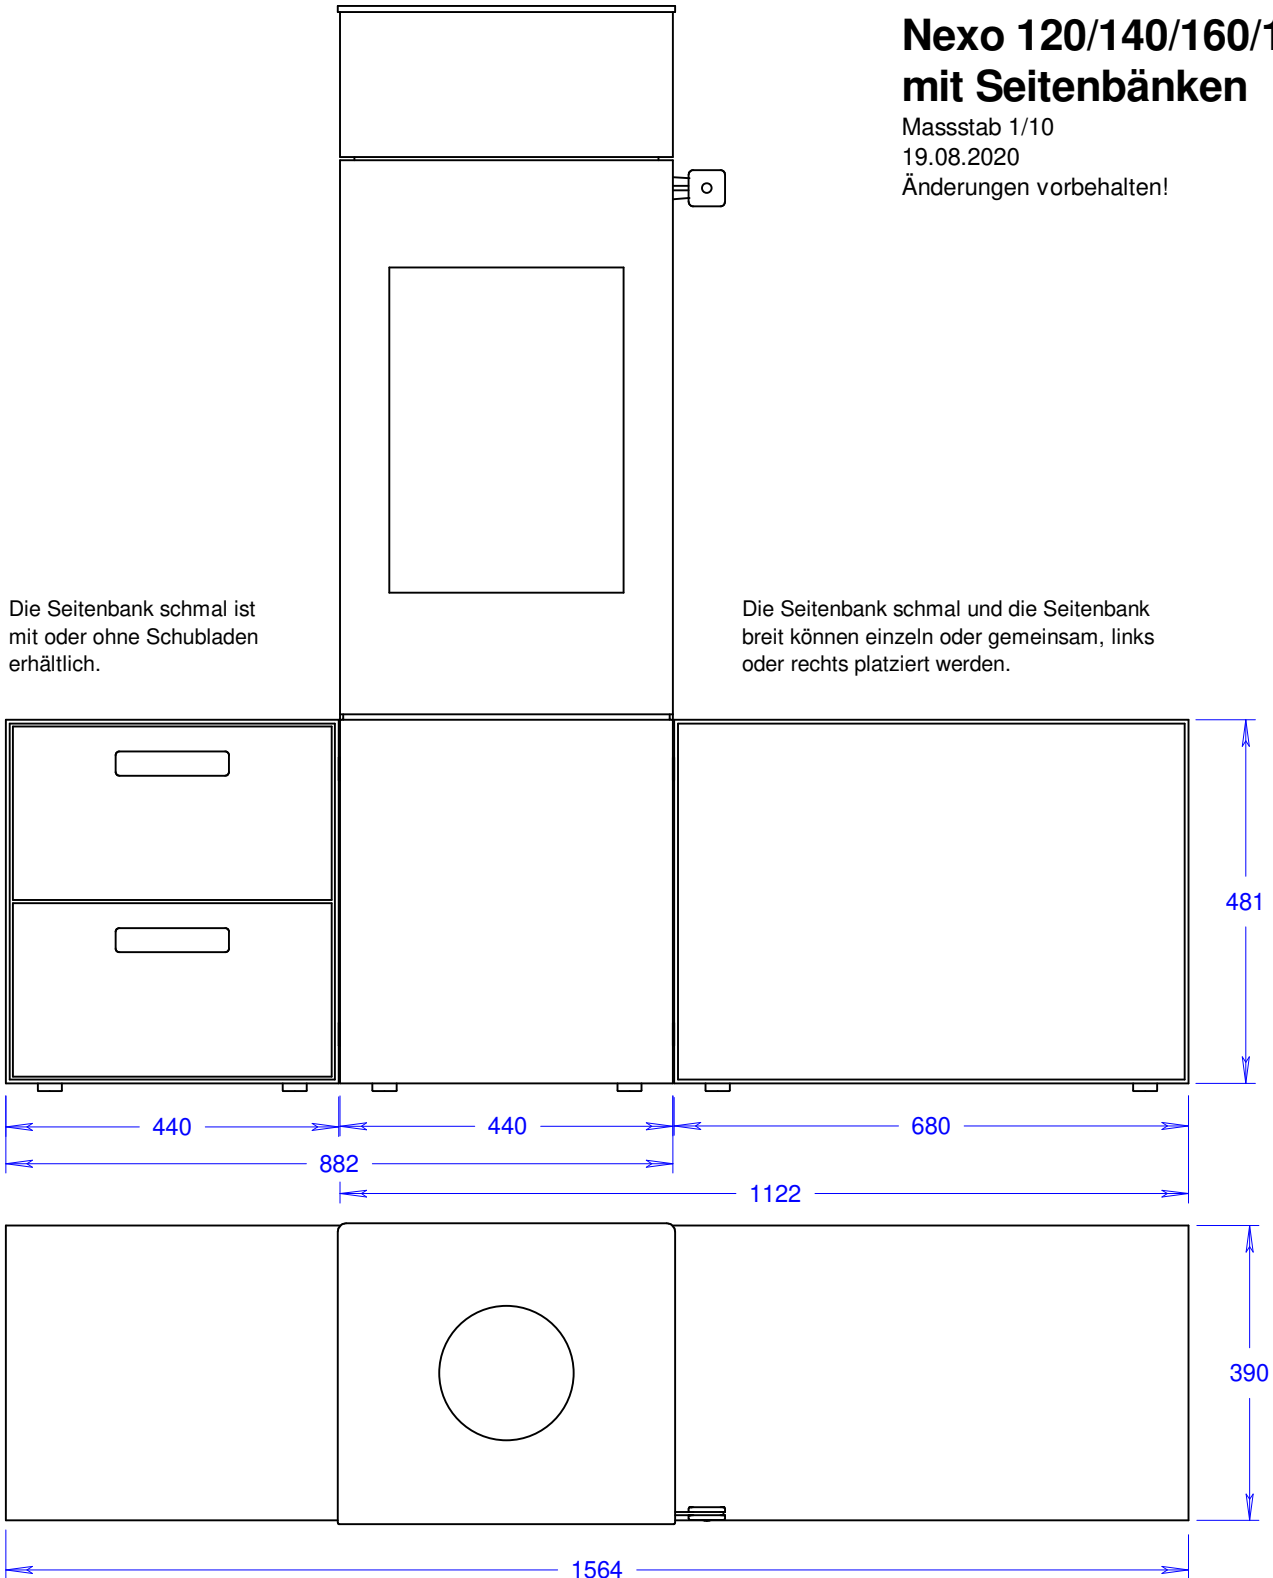 Nexo 120/140/160/1
mit Seitenbänken
Massstab 1/10
19.08.2020
Änderungen vorbehalten!
Die Seitenbank schmal ist
mit oder ohne Schubladen
erhältlich.
Die Seitenbank schmal und die Seitenbank
breit können einzeln oder gemeinsam, links
oder rechts platziert werden.
481
440
440
680
882
1122
390
1564